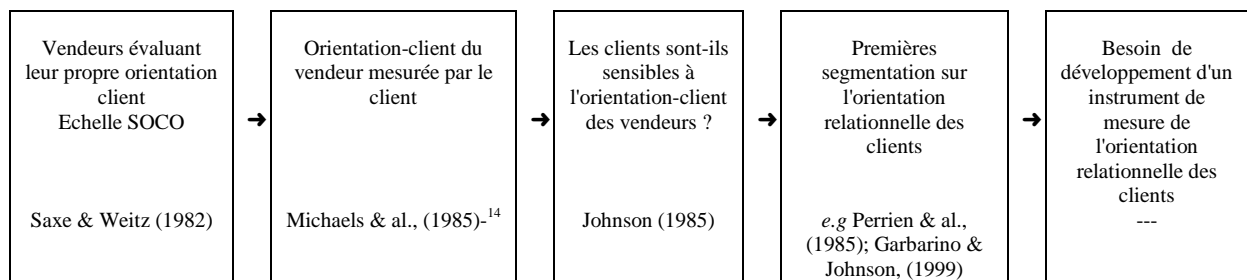 Vendeurs évaluant
leur propre orientation
client
Echelle SOCO
Saxe & Weitz (1982)
➔
Orientation-client du
vendeur mesurée par le
client
Michaels & al., (1985)-14
➔
Les clients sont-ils
sensibles à
l'orientation-client
des vendeurs ?
Johnson (1985)
➔
Premières
segmentation sur
l'orientation
relationnelle des
clients
e.g Perrien & al.,
(1985); Garbarino &
Johnson, (1999)
➔
Besoin de
développement d'un
instrument de
mesure de
l'orientation
relationnelle des
clients
---